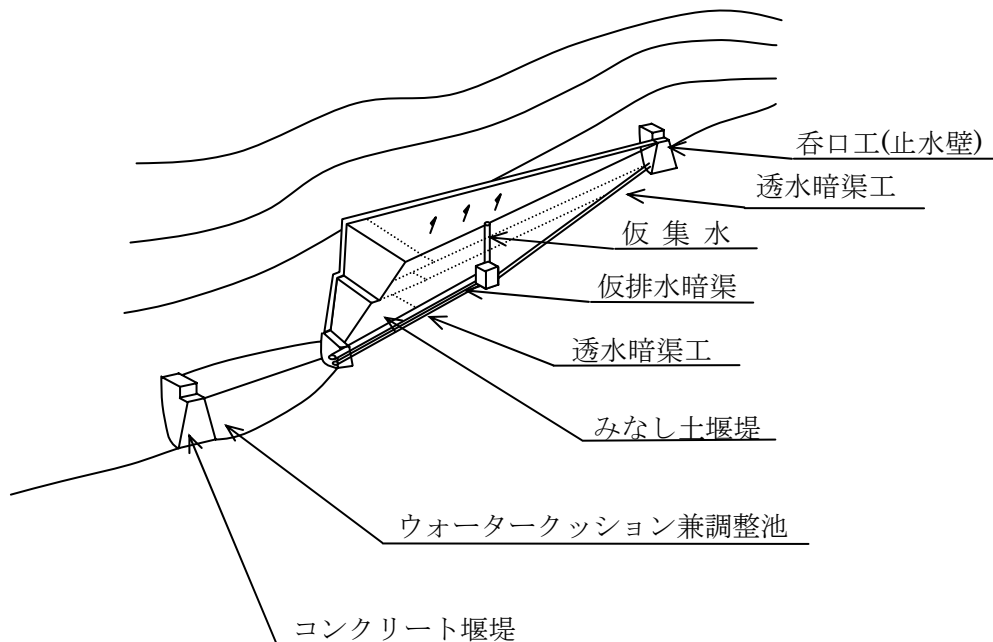 呑口工(止水壁)
透水暗渠工
仮 集 水
仮排水暗渠
透水暗渠工
みなし土堰堤
ウォータークッション兼調整池
コンクリート堰堤